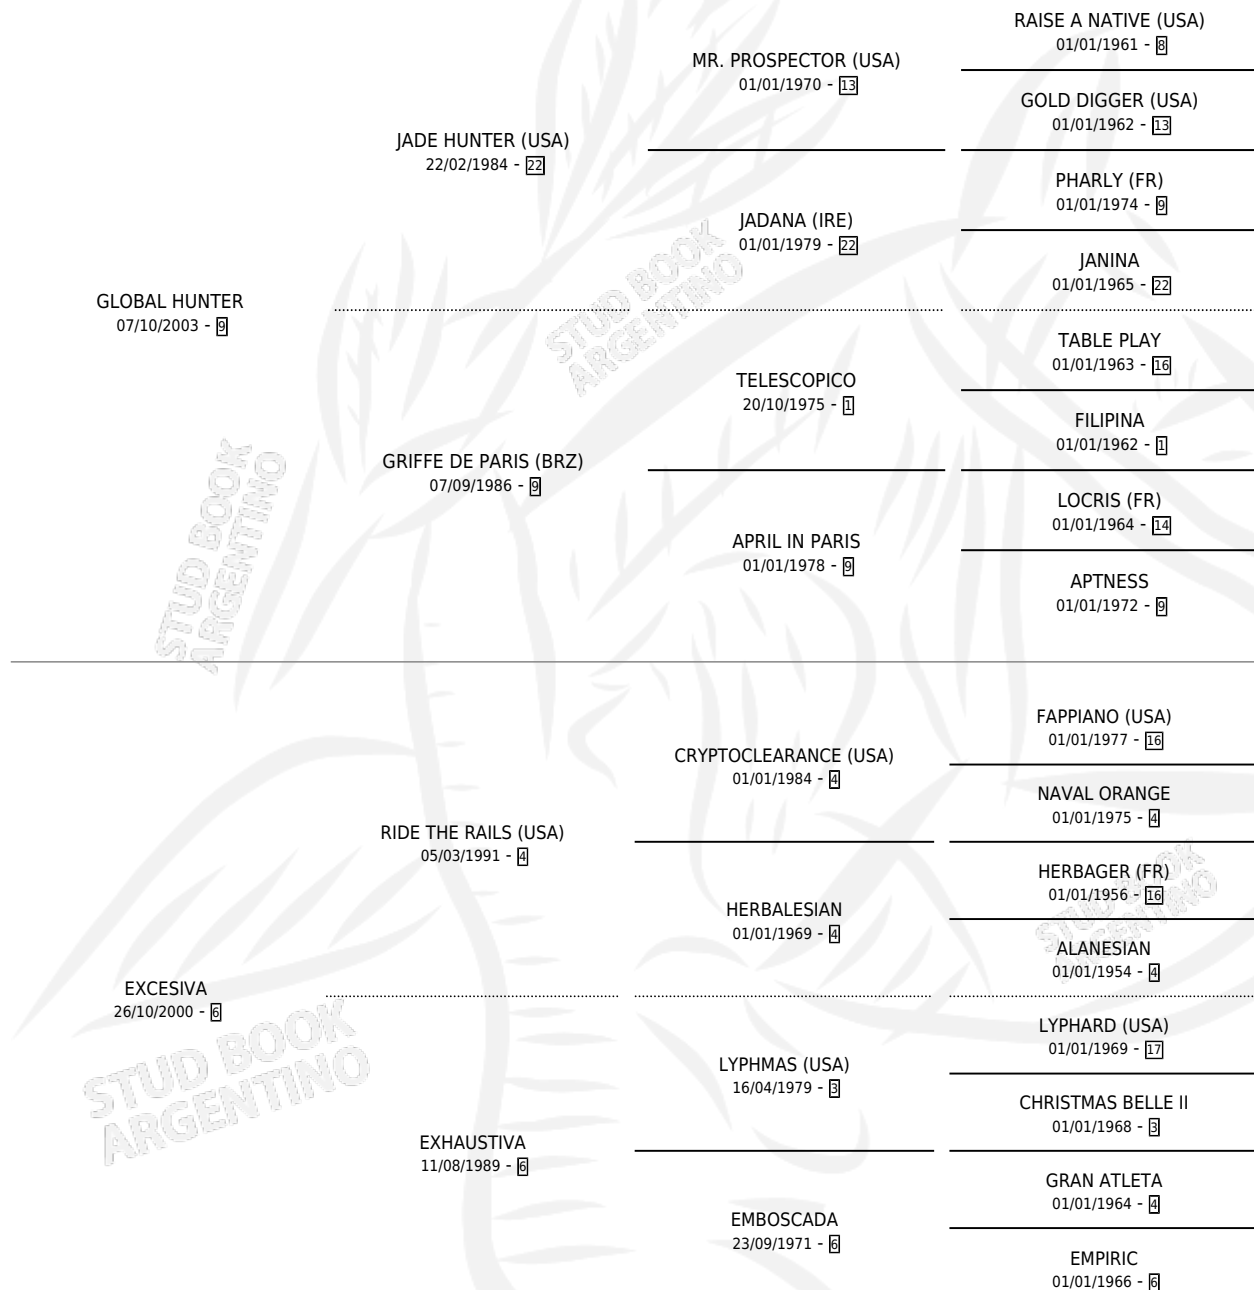 RAISE A NATIVE (USA)
01/01/1961 - 8
MR. PROSPECTOR (USA)
01/01/1970 - 13
GOLD DIGGER (USA)
01/01/1962 - 13
JADE HUNTER (USA)
22/02/1984 - 22
PHARLY (FR)
01/01/1974 - 9
JADANA (IRE)
01/01/1979 - 22
JANINA
01/01/1965 - 22
GLOBAL HUNTER
07/10/2003 - 9
TABLE PLAY
01/01/1963 - 16
TELESCOPICO
20/10/1975 - 1
FILIPINA
01/01/1962 - 1
GRIFFE DE PARIS (BRZ)
07/09/1986 - 9
LOCRIS (FR)
01/01/1964 - 14
APRIL IN PARIS
01/01/1978 - 9
APTNESS
01/01/1972 - 9
FAPPIANO (USA)
01/01/1977 - 16
CRYPTOCLEARANCE (USA)
01/01/1984 - 4
NAVAL ORANGE
01/01/1975 - 4
RIDE THE RAILS (USA)
05/03/1991 - 4
HERBAGER (FR)
01/01/1956 - 16
HERBALESIAN
01/01/1969 - 4
ALANESIAN
01/01/1954 - 4
EXCESIVA
26/10/2000 - 6
LYPHARD (USA)
01/01/1969 - 17
LYPHMAS (USA)
16/04/1979 - 3
CHRISTMAS BELLE II
01/01/1968 - 3
EXHAUSTIVA
11/08/1989 - 6
GRAN ATLETA
01/01/1964 - 4
EMBOSCADA
23/09/1971 - 6
EMPIRIC
01/01/1966 - 6
STUD BOOK
ARGENTINO
STUD BOOK
ARGENTINO
STUD BOOK
ARGENTINO
STUD BOOK
ARGENTINO